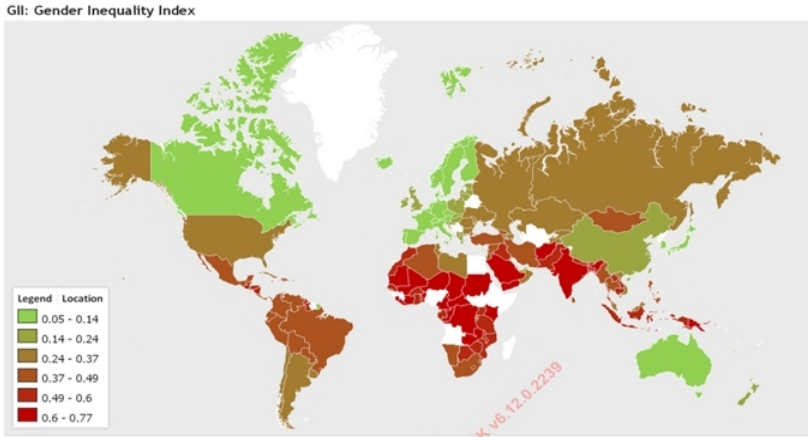 GII: Gender Inequality Index
Legend Location
0.05 - 0.14
0.14 - 0.24
0.24 - 0.37
0.37 - 0.49
0.49 - 0.6
0.6 - 0.77
K v6.12.0.2239